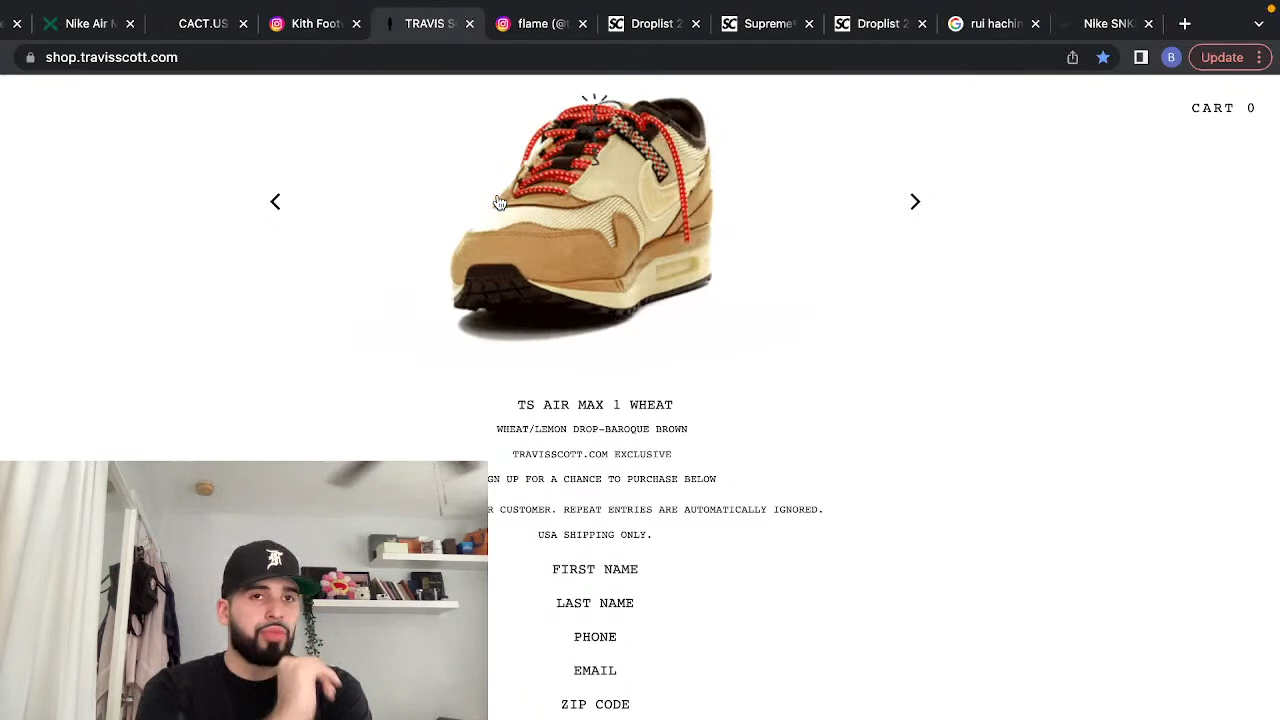 Nike Air M
CACT.US
Kith Footw
TRAVIS S
flame (@t
Droplist 2
Supreme®
Droplist 2
rui hachin
Nike SNK
shop.travisscott.com
B
Update
CART 0
TS AIR MAX 1 WHEAT
WHEAT/LEMON DROP-BAROQUE BROWN
TRAVISSCOTT.COM EXCLUSIVE
GN UP FOR A CHANCE TO PURCHASE BELOW
R CUSTOMER. REPEAT ENTRIES ARE AUTOMATICALLY IGNORED.
USA SHIPPING ONLY.
FIRST NAME
LAST NAME
PHONE
EMAIL
ZIP CODE